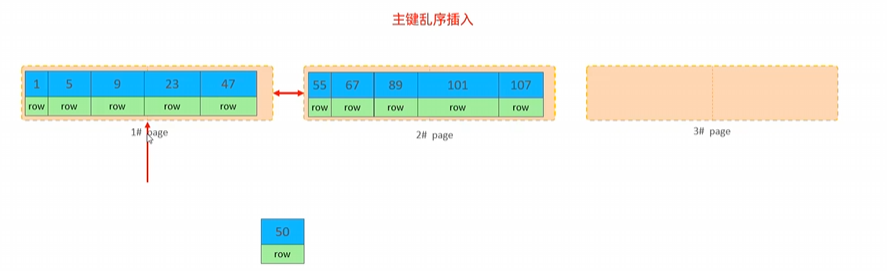 主键乱序插入
1 5 9 23 47
row row row row row
55 67 89 101 107
row row row row row
1# page
2# page
3# page
50
row